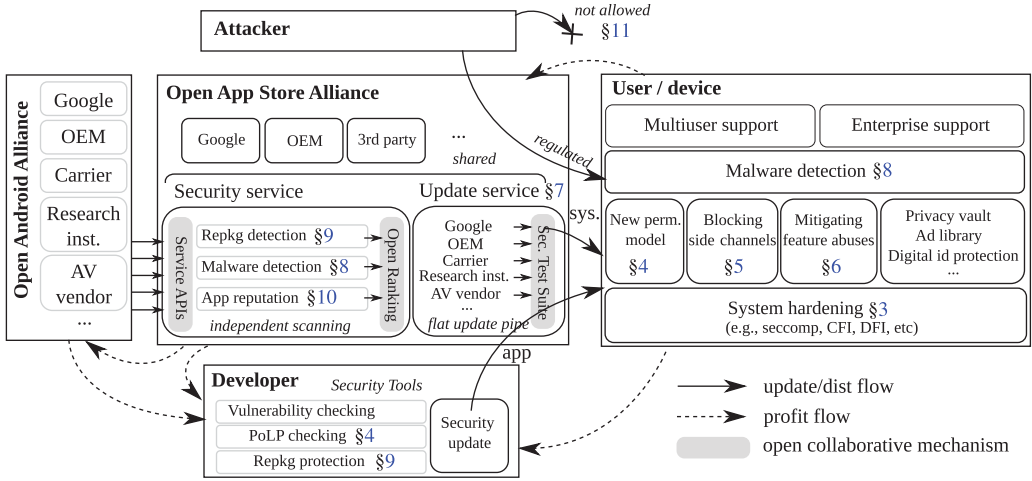 not allowed
§11
Attacker
Open Android Alliance
Google
OEM
Carrier
Research
inst.
AV
vendor
...
Open App Store Alliance
Google
OEM
3rd party
...
shared
regulated
Security service
Update service §7
Service APIs
Repkg detection §9
Malware detection §8
App reputation §10
independent scanning
Open Ranking
Google
OEM
Carrier
Research inst.
AV vendor
...
flat update pipe
Sec. Test Suite
sys.
app
User / device
Multiuser support
Enterprise support
Malware detection §8
New perm.
model
§4
Blocking
side channels
§5
Mitigating
feature abuses
§6
Privacy vault
Ad library
Digital id protection
...
System hardening §3
(e.g., seccomp, CFI, DFI, etc)
Developer
Security Tools
Vulnerability checking
PoLP checking §4
Repkg protection §9
Security
update
update/dist flow
profit flow
open collaborative mechanism